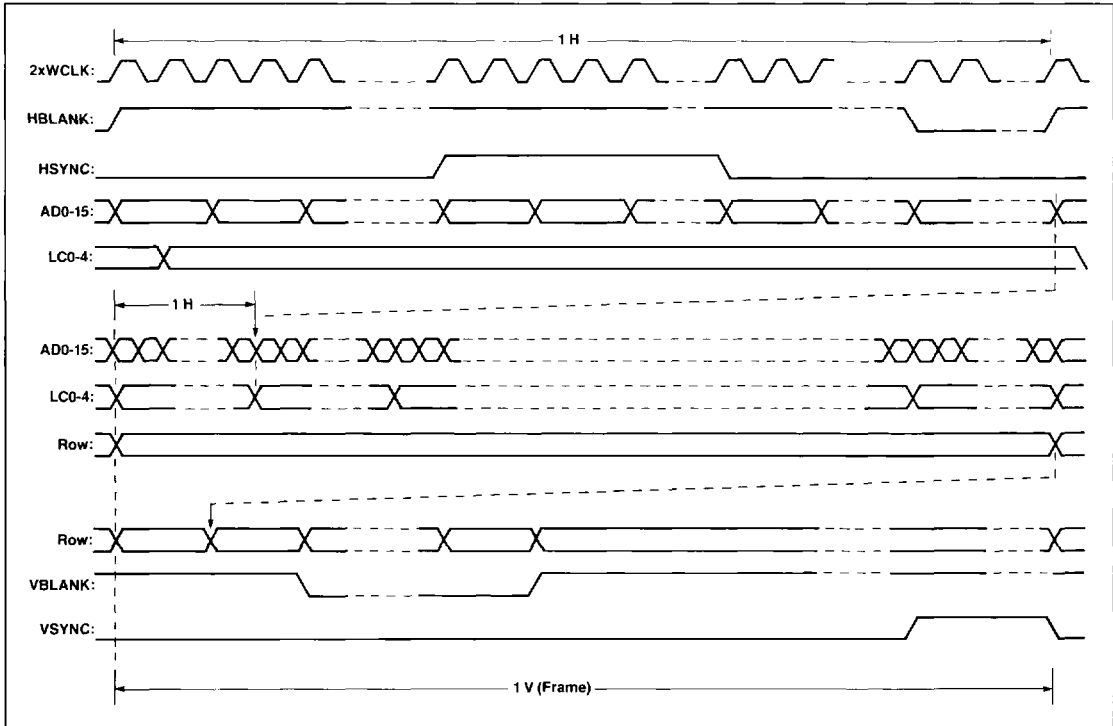 1 H
2xWCLK:
HBLANK:
HSYNC:
AD0-15:
LC0-4:
1 H
AD0-15:
LC0-4:
Row:
Row:
VBLANK:
VSYNC:
1 V (Frame)